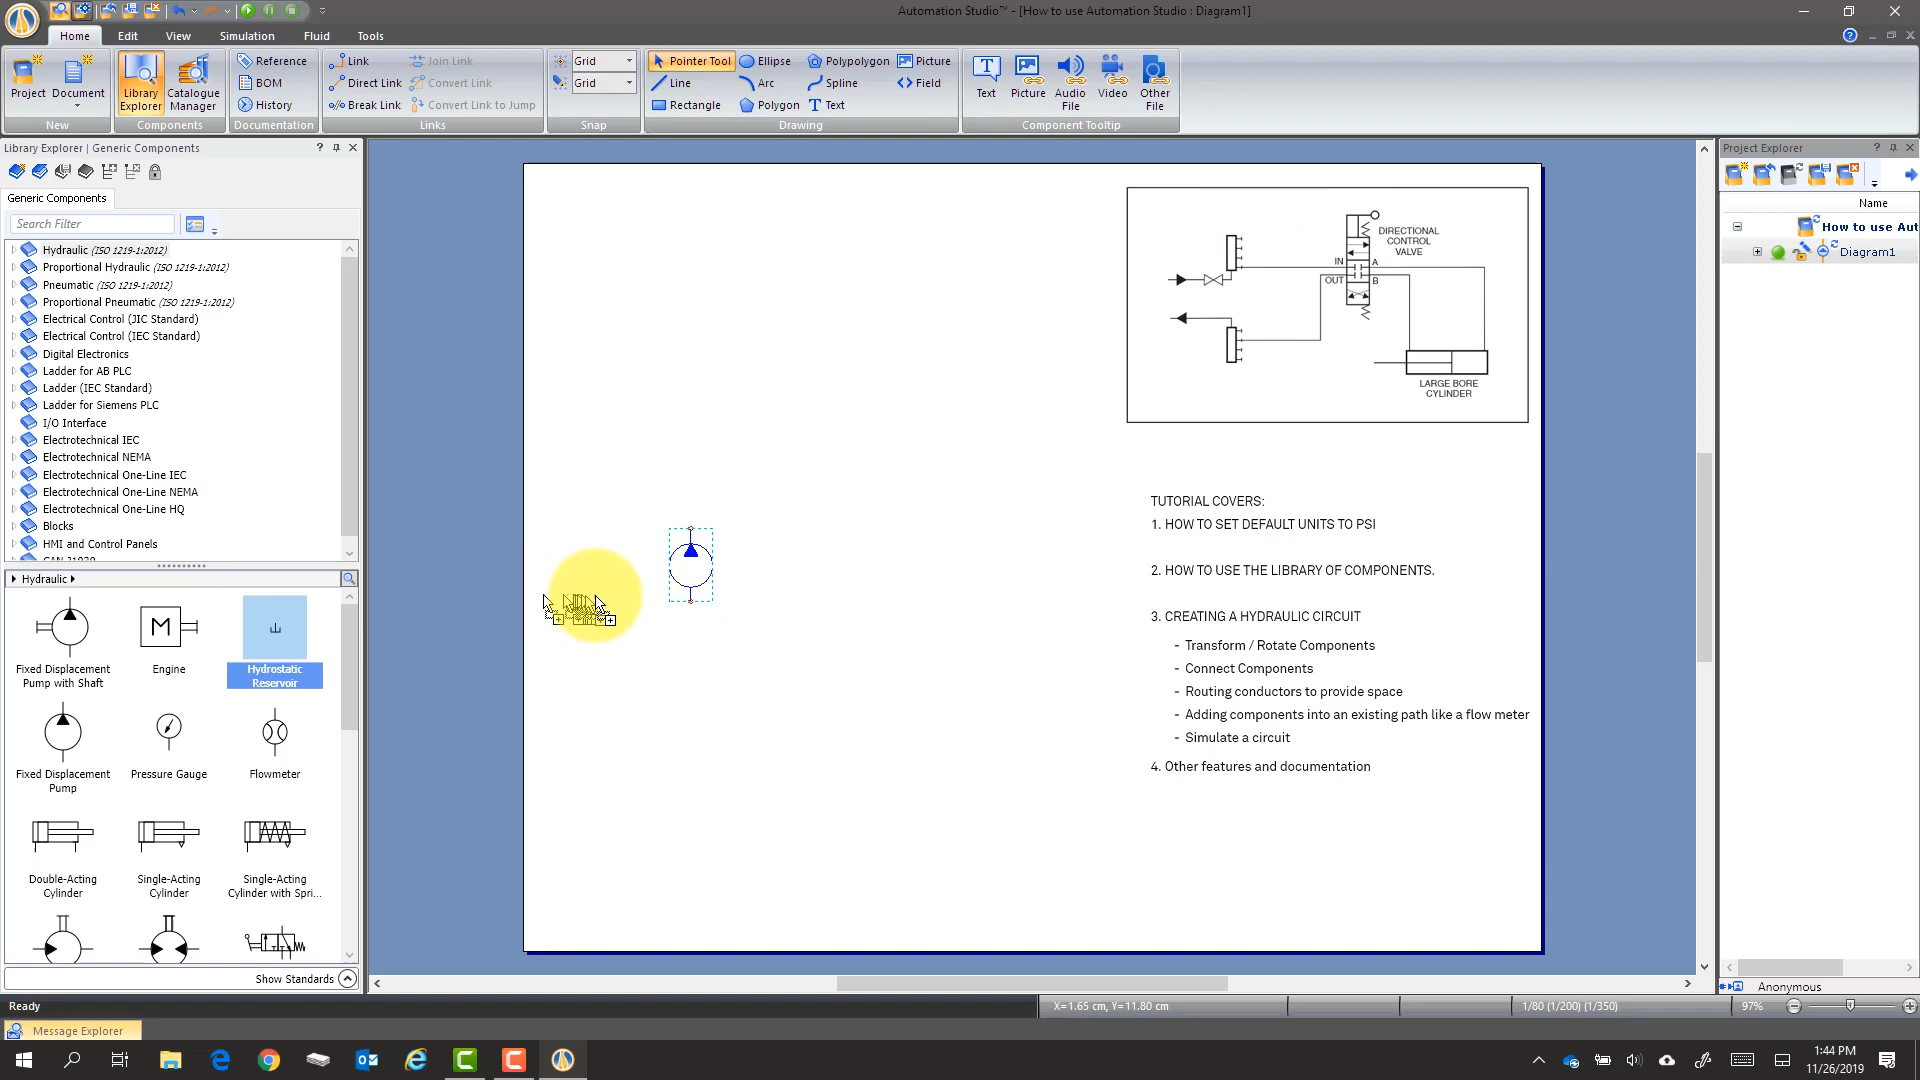 Automation Studio™ - [How to use Automation Studio : Diagram1]
Home Edit View Simulation Fluid Tools
Project
Document
New
Library Explorer
Catalogue Manager
Components
Reference
BOM
History
Documentation
Link
Direct Link
Break Link
Join Link
Convert Link
Convert Link to Jump
Links
Grid
Grid
Snap
Pointer Tool
Line
Rectangle
Ellipse
Arc
Polygon
Polypolygon
Spline
Text
Picture
Field
Drawing
Text
Picture
Audio File
Video
Other File
Component Tooltip
Library Explorer | Generic Components
Generic Components
Search Filter
Hydraulic (ISO 1219-1:2012)
Proportional Hydraulic (ISO 1219-1:2012)
Pneumatic (ISO 1219-1:2012)
Proportional Pneumatic (ISO 1219-1:2012)
Electrical Control (JIC Standard)
Electrical Control (IEC Standard)
Digital Electronics
Ladder for AB PLC
Ladder (IEC Standard)
Ladder for Siemens PLC
I/O Interface
Electrotechnical IEC
Electrotechnical NEMA
Electrotechnical One-Line IEC
Electrotechnical One-Line NEMA
Electrotechnical One-Line HQ
Blocks
HMI and Control Panels
Hydraulic
M
Fixed Displacement Pump with Shaft
Engine
Hydrostatic Reservoir
Fixed Displacement Pump
Pressure Gauge
Flowmeter
Double-Acting Cylinder
Single-Acting Cylinder
Single-Acting Cylinder with Spri...
Show Standards
DIRECTIONAL
CONTROL
VALVE
IN A
OUT B
LARGE BORE
CYLINDER
TUTORIAL COVERS:
1. HOW TO SET DEFAULT UNITS TO PSI
2. HOW TO USE THE LIBRARY OF COMPONENTS.
3. CREATING A HYDRAULIC CIRCUIT
- Transform / Rotate Components
- Connect Components
- Routing conductors to provide space
- Adding components into an existing path like a flow meter
- Simulate a circuit
4. Other features and documentation
Project Explorer
Name
How to use Aut
Diagram1
Anonymous
Ready
X=1.65 cm, Y=11.80 cm
1/80 (1/200) (1/350)
97%
Message Explorer
1:44 PM
11/26/2019